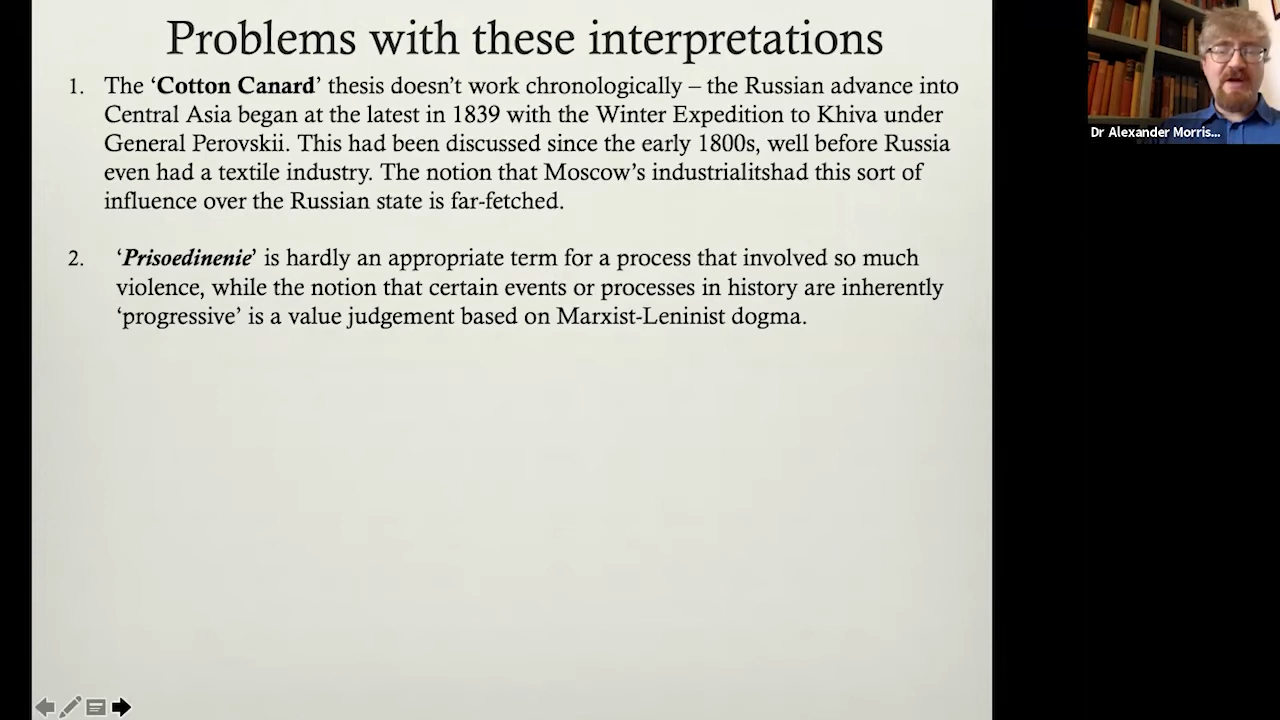 Problems with these interpretations
1. The ‘Cotton Canard’ thesis doesn’t work chronologically – the Russian advance into
Central Asia began at the latest in 1839 with the Winter Expedition to Khiva under
General Perovskii. This had been discussed since the early 1800s, well before Russia
even had a textile industry. The notion that Moscow’s industrialitshad this sort of
influence over the Russian state is far-fetched.
2. ‘Prisoedinenie’ is hardly an appropriate term for a process that involved so much
violence, while the notion that certain events or processes in history are inherently
‘progressive’ is a value judgement based on Marxist-Leninist dogma.
Dr Alexander Morris...